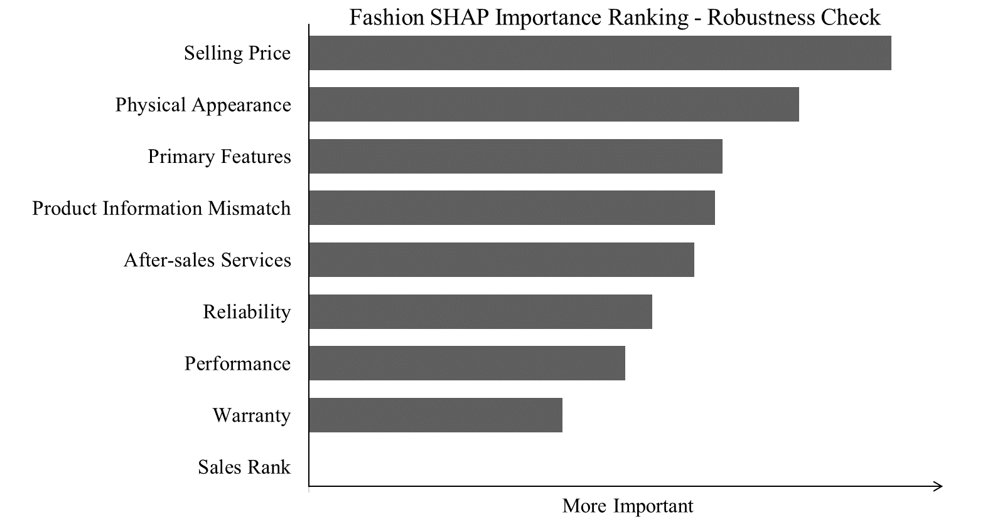 Fashion SHAP Importance Ranking - Robustness Check
Selling Price
Physical Appearance
Primary Features
Product Information Mismatch
After-sales Services
Reliability
Performance
Warranty
Sales Rank
More Important